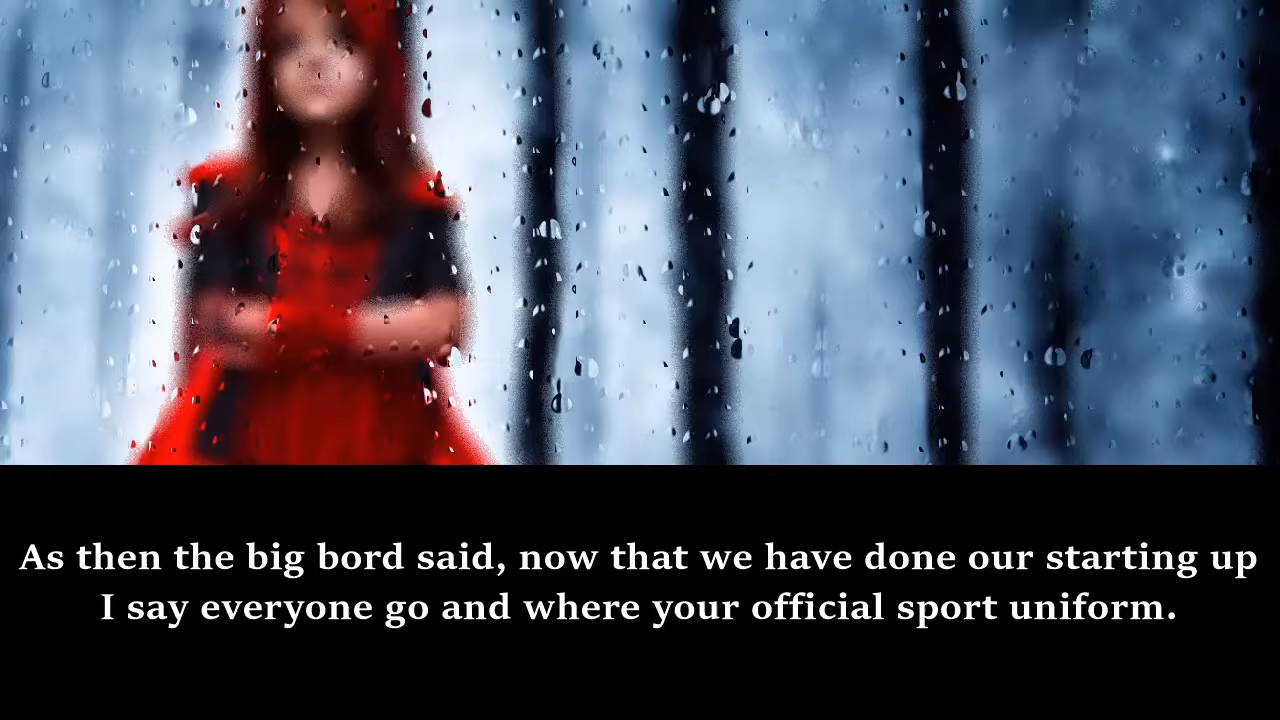 As then the big bord said, now that we have done our starting up
I say everyone go and where your official sport uniform.